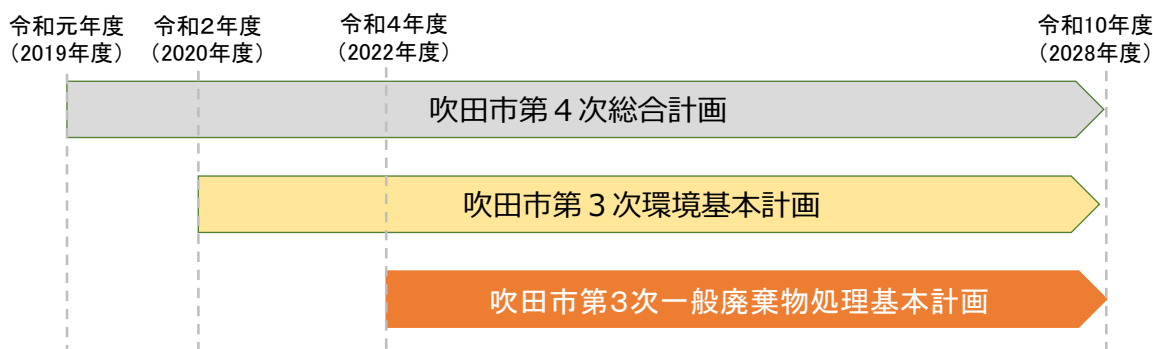 令和元年度
（2019年度）
令和２年度
（2020年度）
令和４年度
（2022年度）
令和10年度
（2028年度）
吹田市第４次総合計画
吹田市第３次環境基本計画
吹田市第３次一般廃棄物処理基本計画